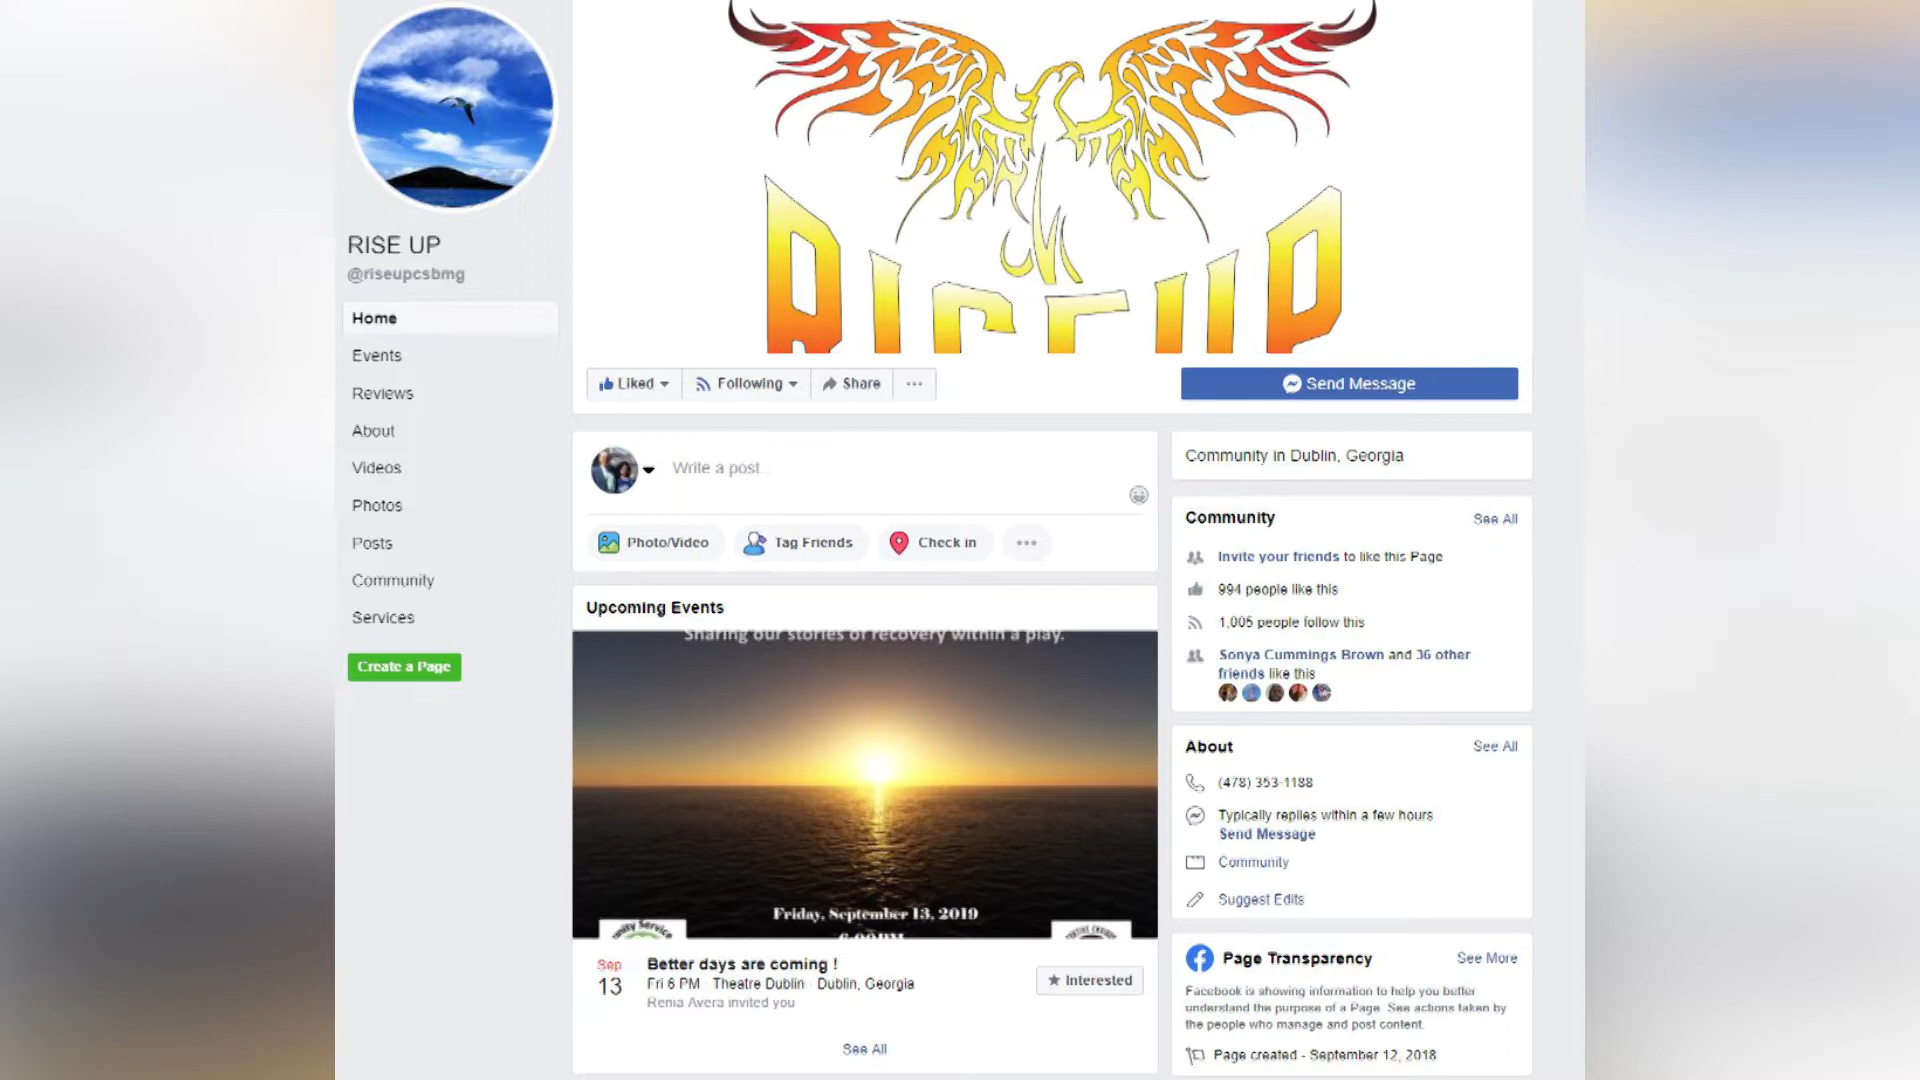 RISE UP
@riseupcsbmg
Home
Events
Reviews
About
Videos
Photos
Posts
Community
Services
Create a Page
RISEUP
Liked
Following
Share
Send Message
Write a post...
Photo/Video
Tag Friends
Check in
Upcoming Events
Sharing our stories of recovery within a play.
Friday, September 13, 2019
6:00PM
Sep
13
Better days are coming !
Fri 6 PM · Theatre Dublin · Dublin, Georgia
Renia Avera invited you
Interested
See All
Community in Dublin, Georgia
Community
See All
Invite your friends to like this Page
994 people like this
1,005 people follow this
Sonya Cummings Brown and 36 other
friends like this
About
See All
(478) 353-1188
Typically replies within a few hours
Send Message
Community
Suggest Edits
Page Transparency
See More
Facebook is showing information to help you better
understand the purpose of a Page. See actions taken by
the people who manage and post content.
Page created - September 12, 2018